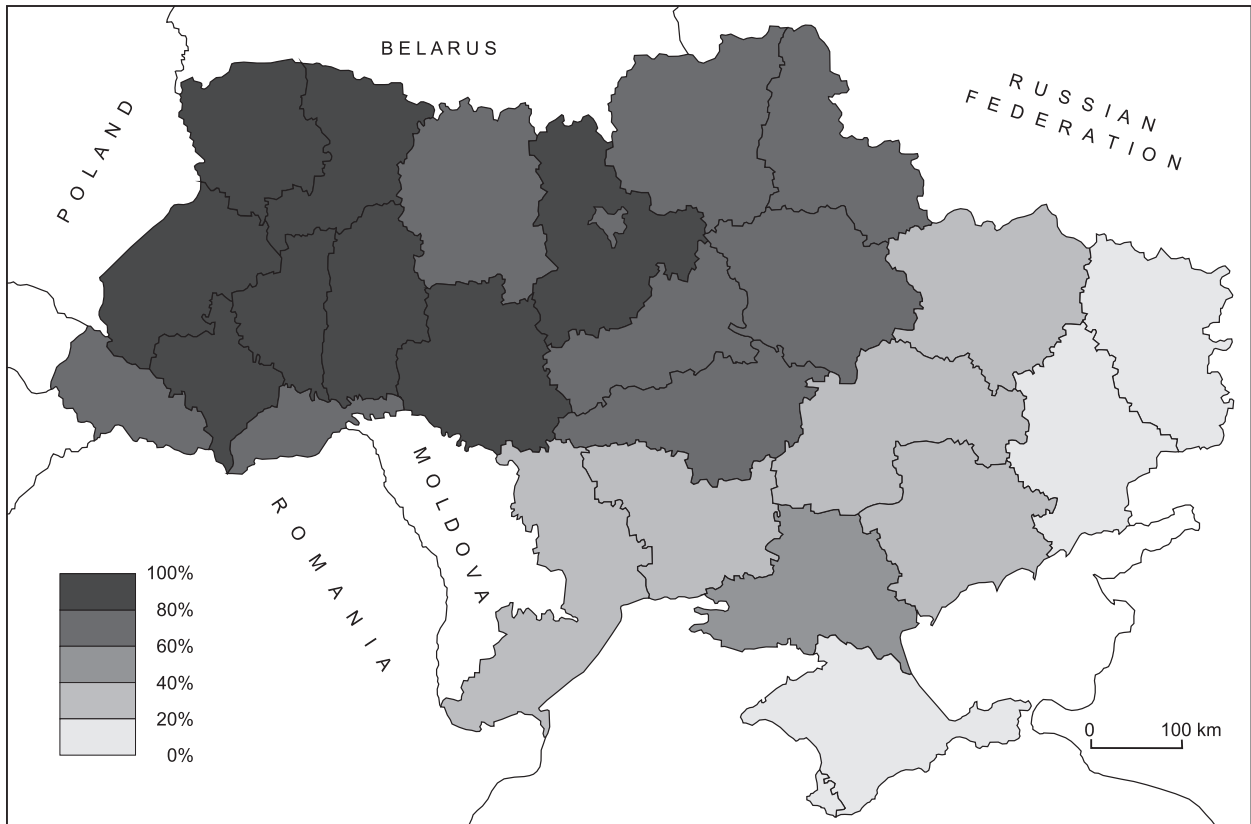 BELARUS
RUSSIAN
FEDERATION
POLAND
MOLDOVA
ROMANIA
100%
80%
60%
40%
20%
0%
0 100 km